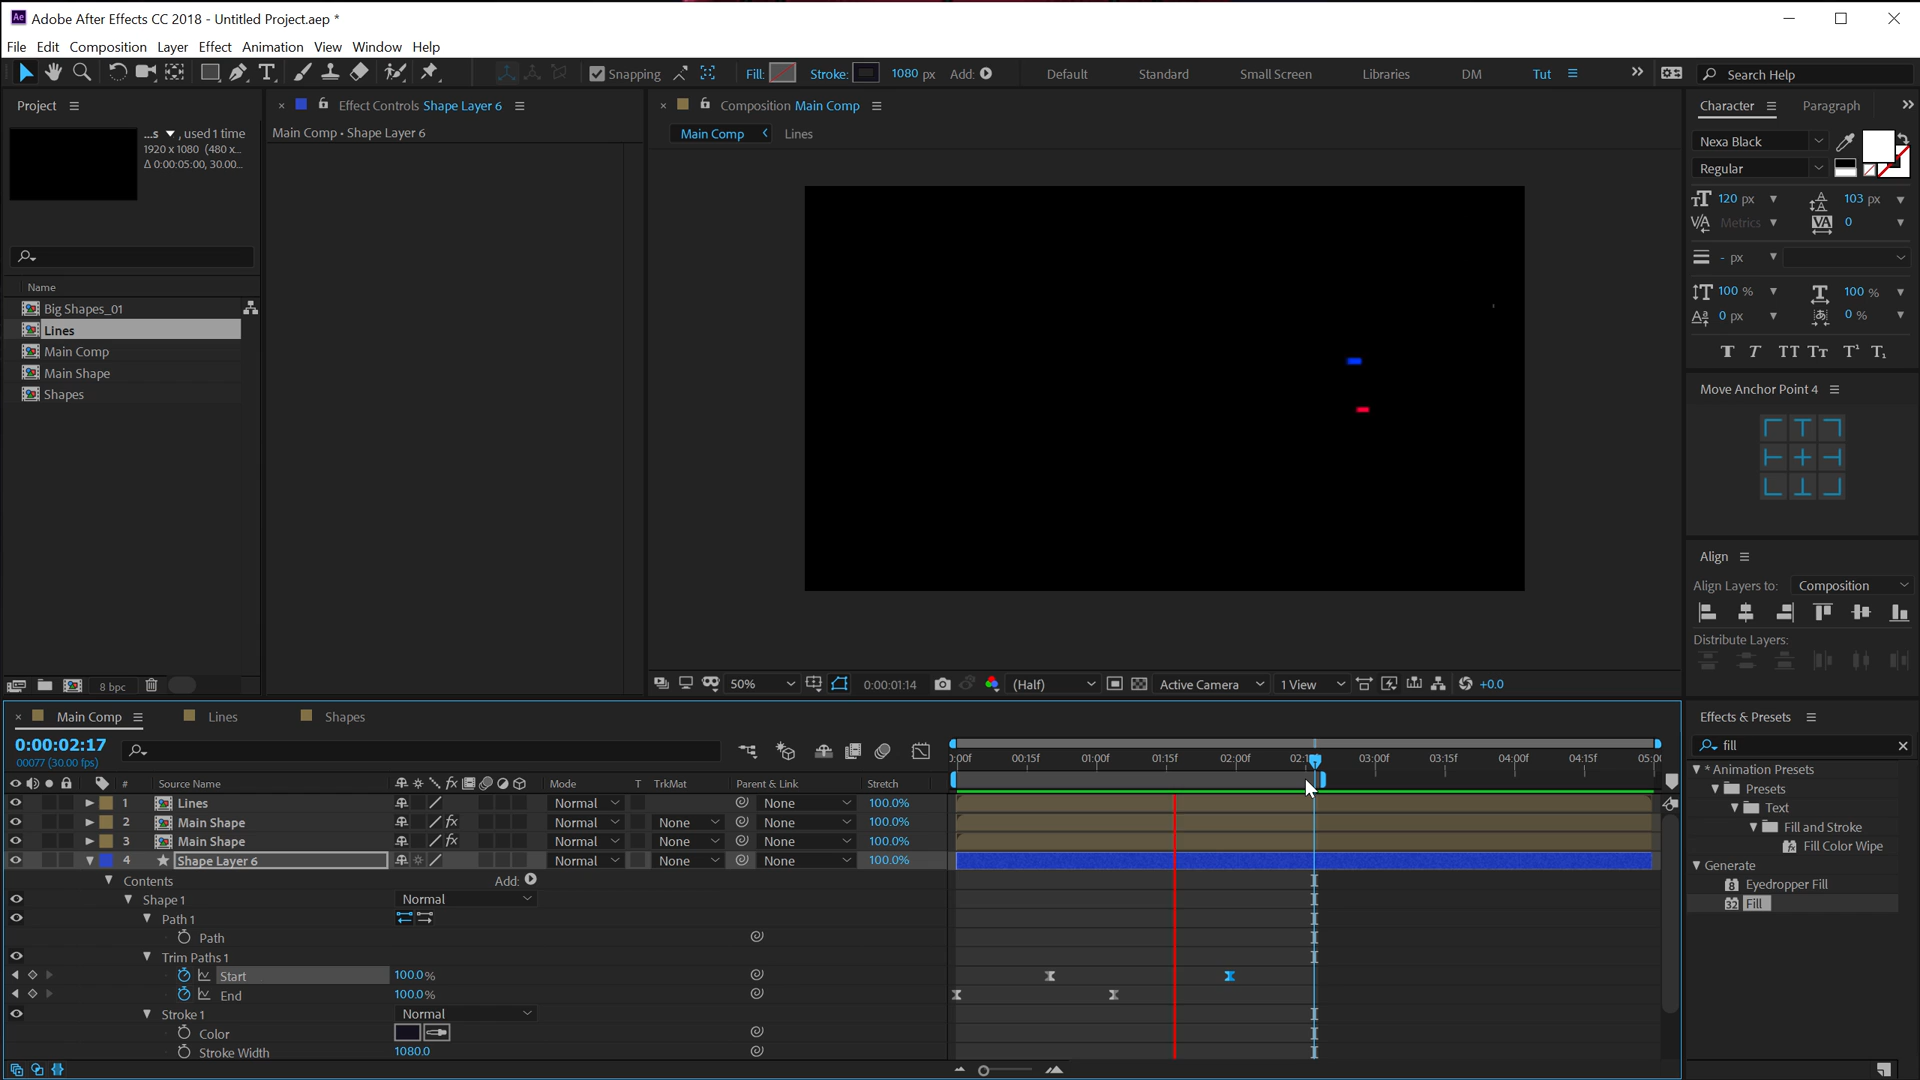 Adobe After Effects CC 2018 - Untitled Project.aep *
File Edit Composition Layer Effect Animation View Window Help
Snapping Fill: Stroke: 1080 px Add: Default Standard Small Screen Libraries DM Tut Search Help
Project
Effect Controls Shape Layer 6
Composition Main Comp
Character Paragraph
...s , used 1 time
1920 x 1080 (480 x...
Δ 0:00:05:00, 30.00...
Main Comp • Shape Layer 6
Main Comp Lines
Nexa Black
Regular
120 px 103 px
Metrics 0
- px
100 % 100 %
0 px 0 %
Name
Big Shapes_01
Lines
Main Comp
Main Shape
Shapes
Move Anchor Point 4
Align
Align Layers to: Composition
Distribute Layers:
8 bpc
50% 0:00:01:14 (Half) Active Camera 1 View +0.0
Main Comp Lines Shapes
0:00:02:17
00077 (30.00 fps)
:00f 00:15f 01:00f 01:15f 02:00f 02:1 03:00f 03:15f 04:00f 04:15f 05:00
# Source Name Mode T TrkMat Parent & Link Stretch
1 Lines Normal None 100.0%
2 Main Shape Normal None None 100.0%
3 Main Shape Normal None None 100.0%
4 Shape Layer 6 Normal None None 100.0%
Contents Add:
Shape 1 Normal
Path 1
Path
Trim Paths 1
Start 100.0%
End 100.0%
Stroke 1 Normal
Color
Stroke Width 1080.0
Effects & Presets
fill
* Animation Presets
Presets
Text
Fill and Stroke
Fill Color Wipe
Generate
Eyedropper Fill
Fill